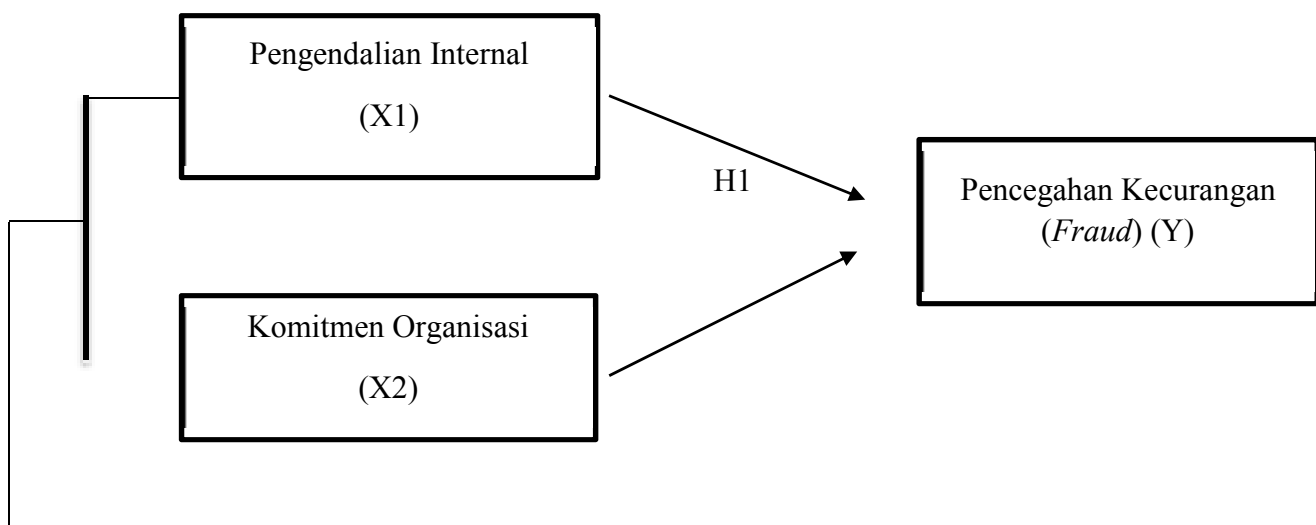 Pengendalian Internal
(X1)
H1
Pencegahan Kecurangan
(Fraud) (Y)
Komitmen Organisasi
(X2)